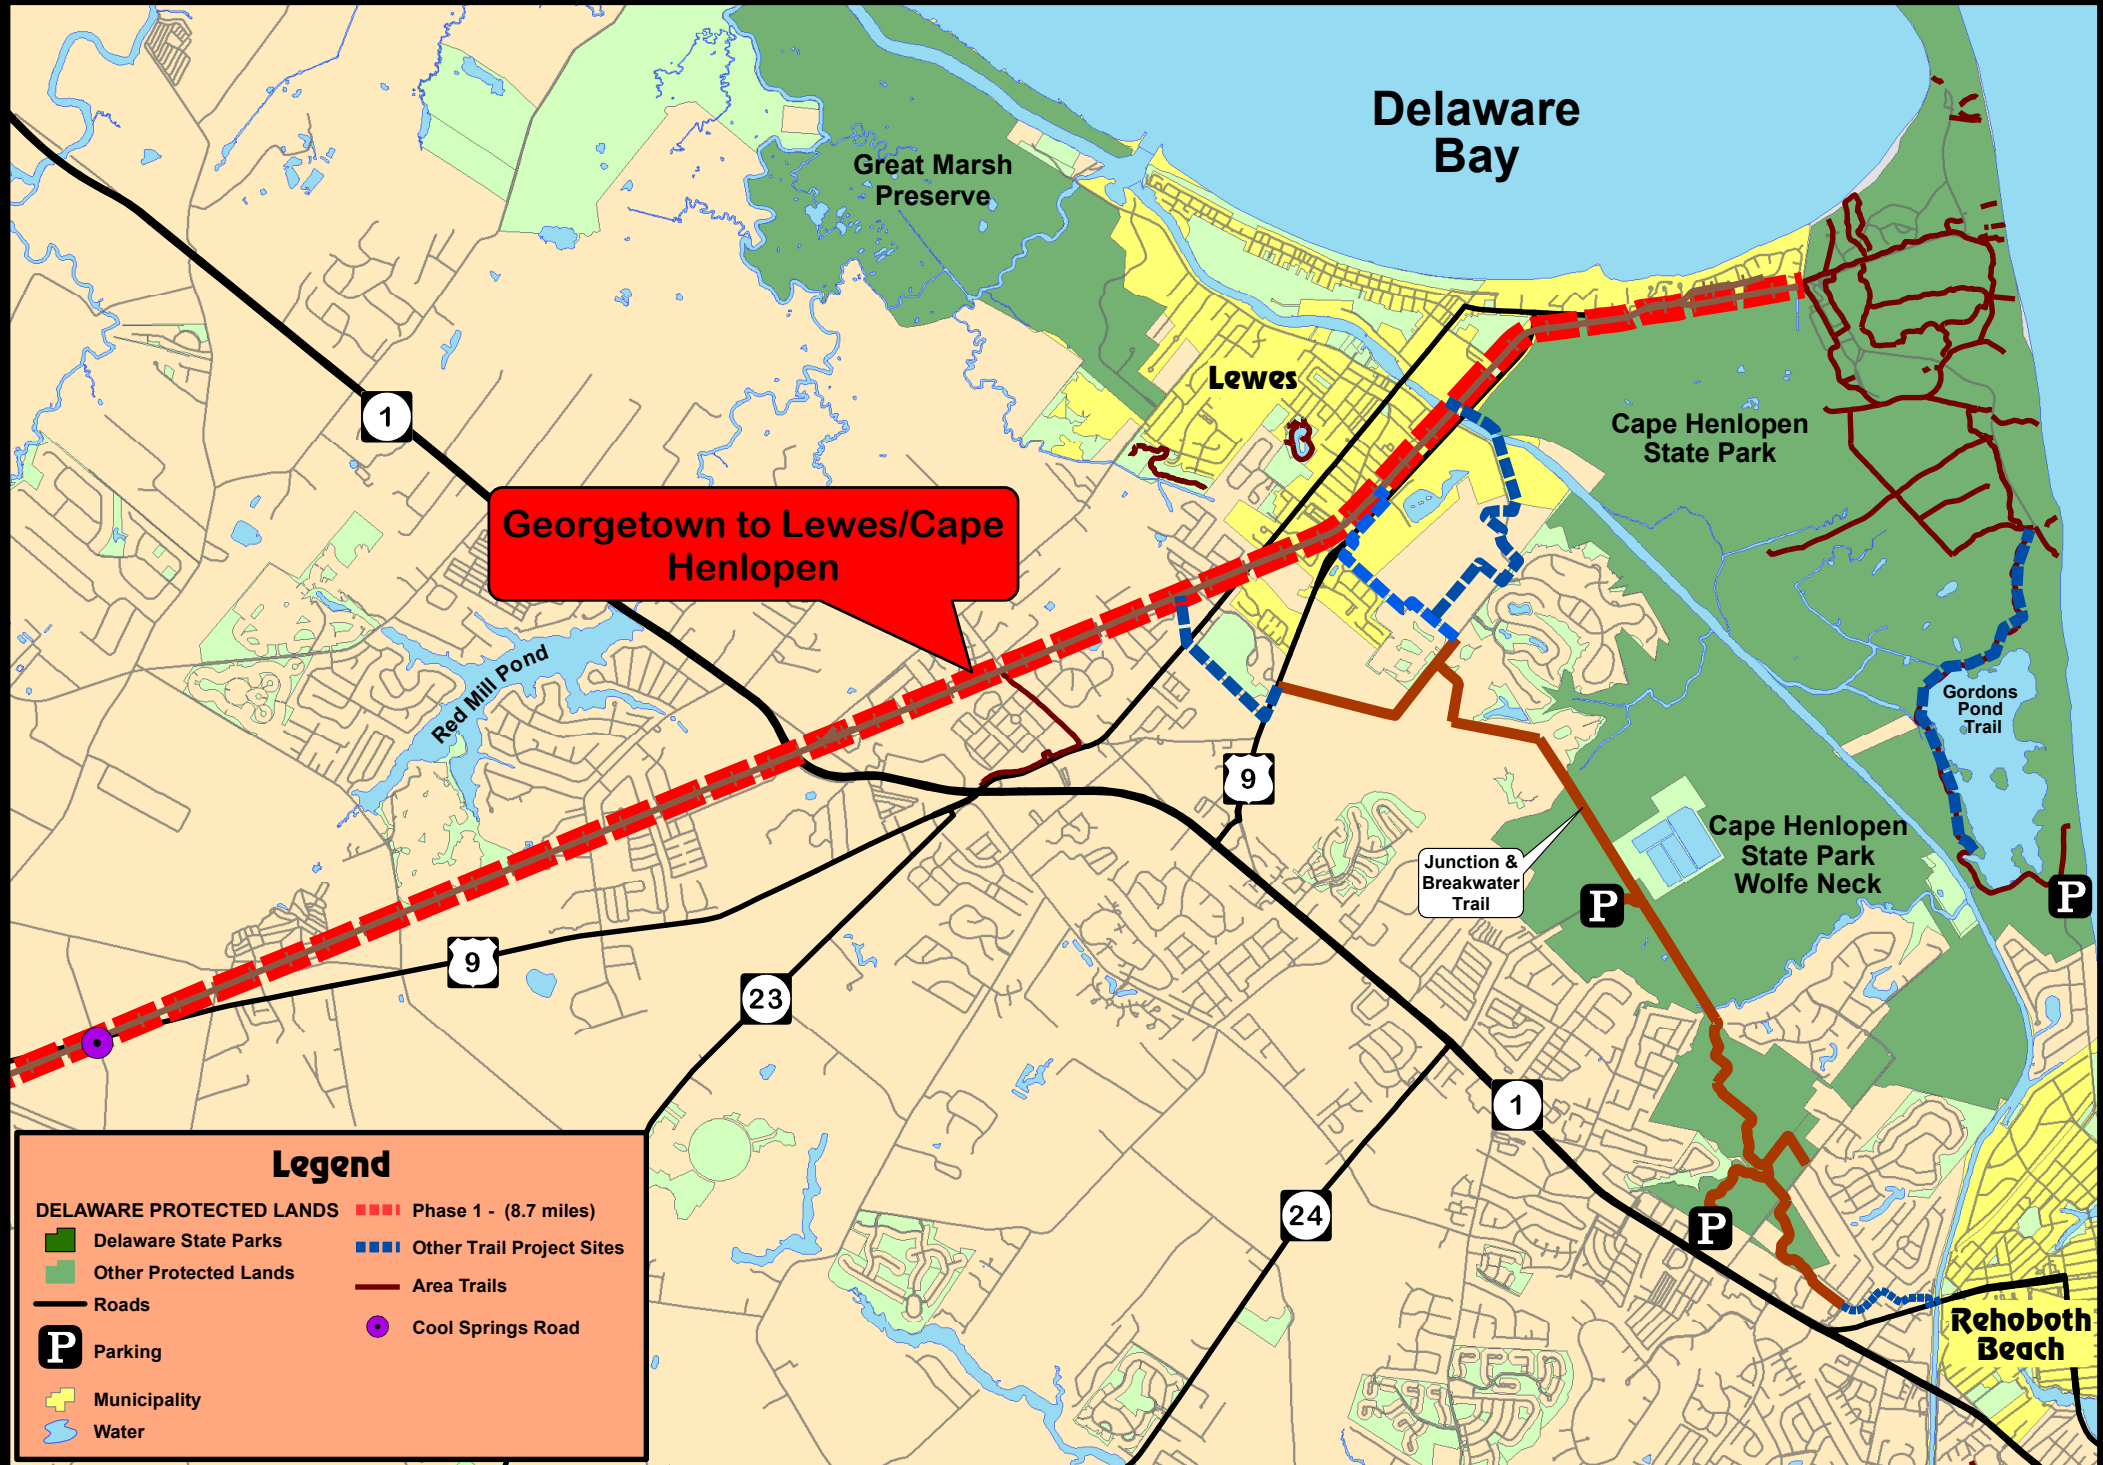 Delaware
Bay
Great Marsh
Preserve
Lewes
1
Cape Henlopen
State Park
Georgetown to Lewes/Cape
Henlopen
Red Mill Pond
Gordons
Pond
Trail
9
Junction &
Breakwater
Trail
Cape Henlopen
State Park
Wolfe Neck
P
P
9
23
1
24
P
Rehoboth
Beach
Legend
DELAWARE PROTECTED LANDS
Delaware State Parks
Other Protected Lands
Roads
P
Parking
Municipality
Water
Phase 1 - (8.7 miles)
Other Trail Project Sites
Area Trails
Cool Springs Road